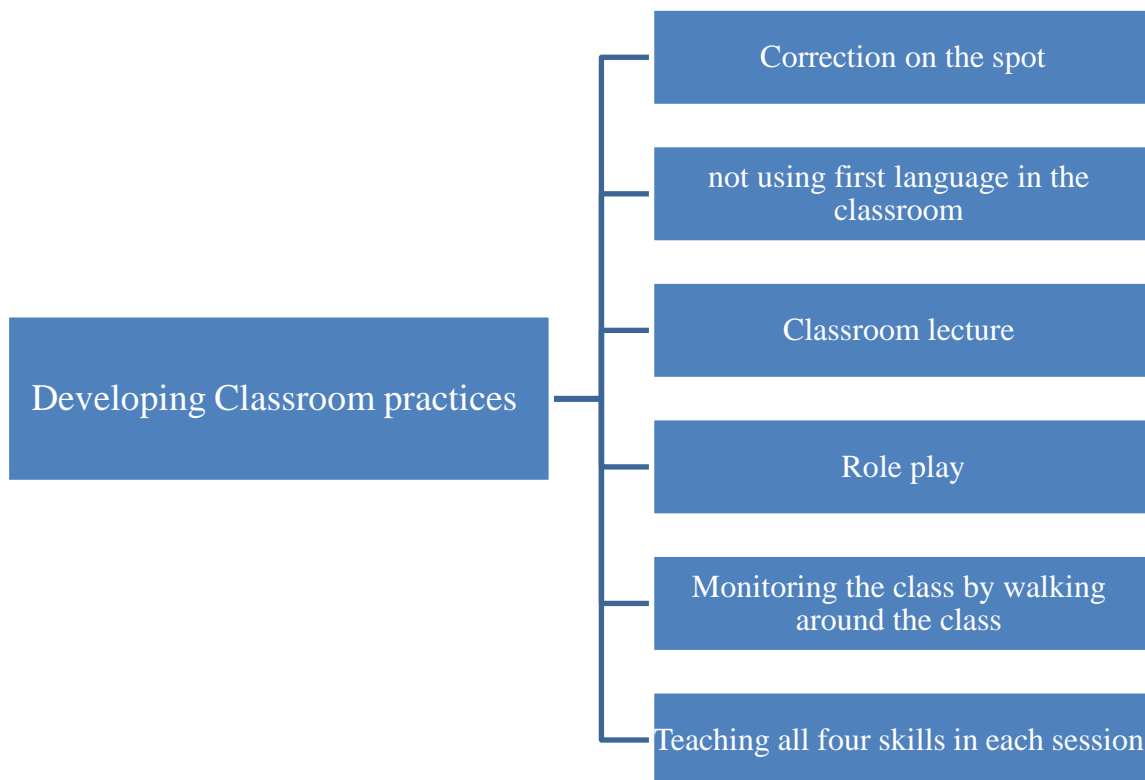 Correction on the spot
not using first language in the
classroom
Classroom lecture
Developing Classroom practices
Role play
Monitoring the class by walking
around the class
Teaching all four skills in each session